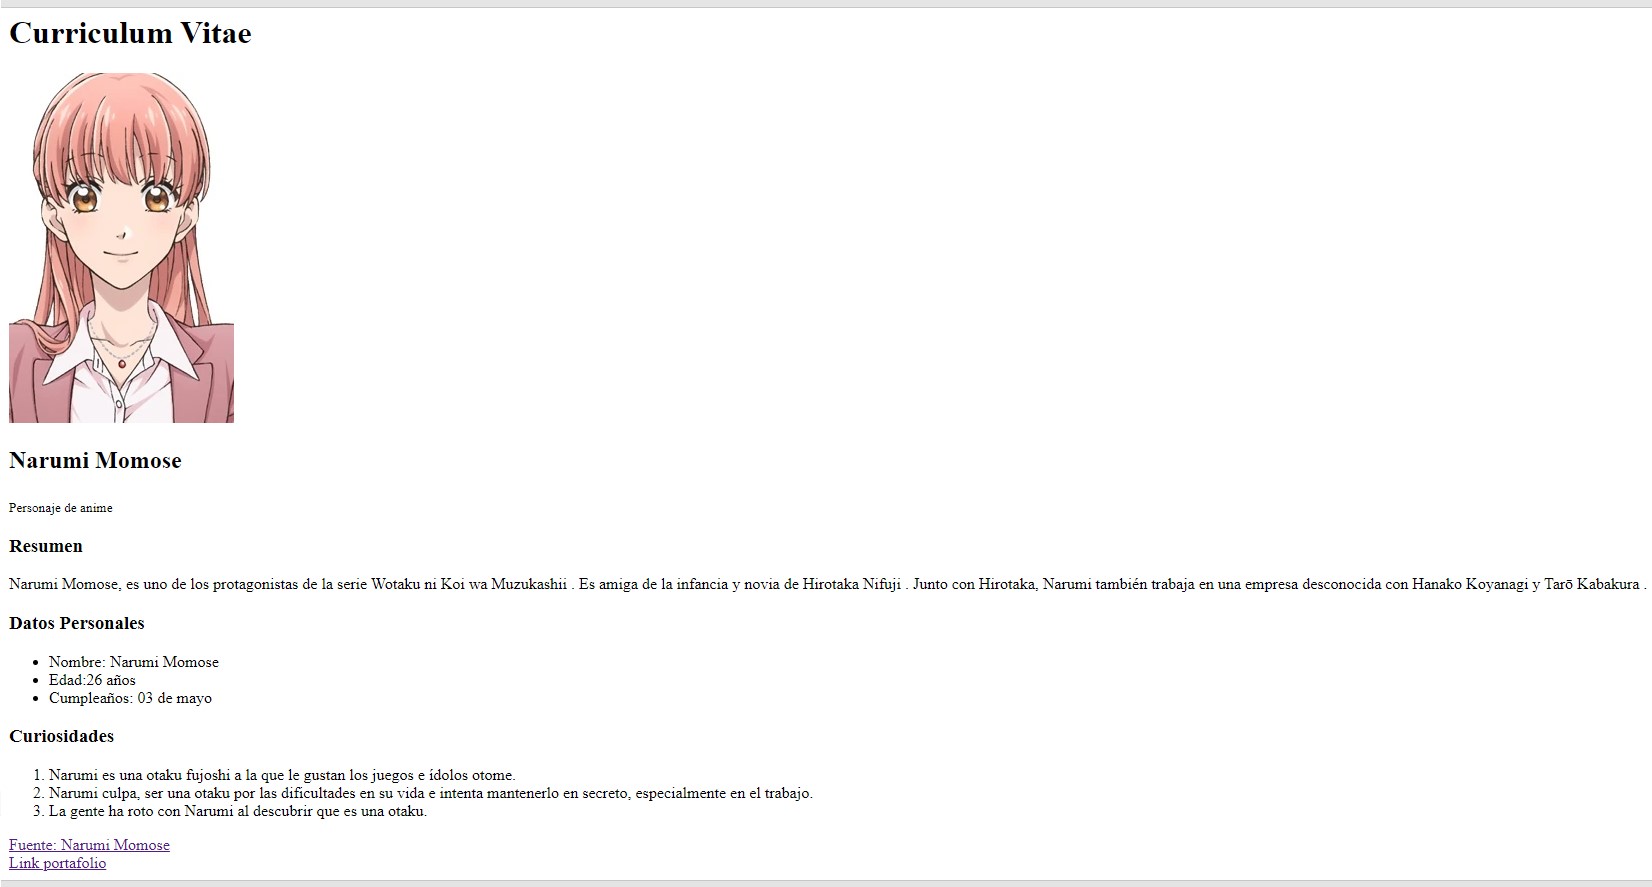 Curriculum Vitae
Narumi Momose
Personaje de anime
Resumen
Narumi Momose, es uno de los protagonistas de la serie Wotaku ni Koi wa Muzukashii . Es amiga de la infancia y novia de Hirotaka Nifuji . Junto con Hirotaka, Narumi también trabaja en una empresa desconocida con Hanako Koyanagi y Tarō Kabakura .
Datos Personales
• Nombre: Narumi Momose
• Edad:26 años
• Cumpleaños: 03 de mayo
Curiosidades
1. Narumi es una otaku fujoshi a la que le gustan los juegos e ídolos otome.
2. Narumi culpa, ser una otaku por las dificultades en su vida e intenta mantenerlo en secreto, especialmente en el trabajo.
3. La gente ha roto con Narumi al descubrir que es una otaku.
Fuente: Narumi Momose
Link portafolio